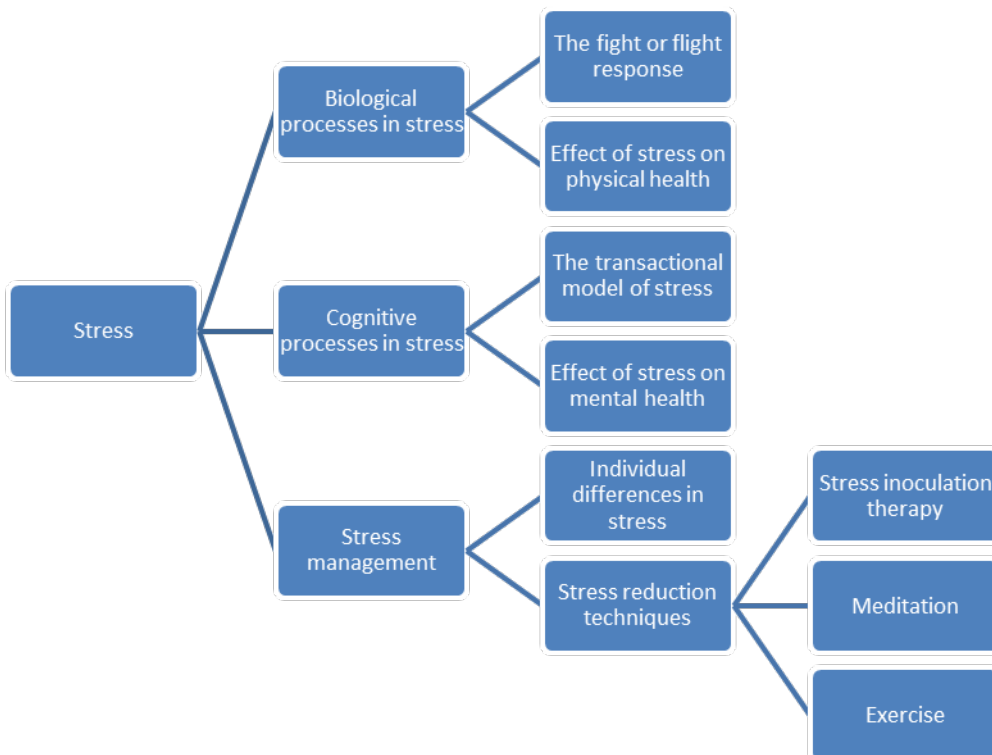 Stress
Biological
processes in stress
The fight or flight
response
Effect of stress on
physical health
Cognitive
processes in stress
The transactional
model of stress
Effect of stress on
mental health
Stress
management
Individual
differences in
stress
Stress reduction
techniques
Stress inoculation
therapy
Meditation
Exercise